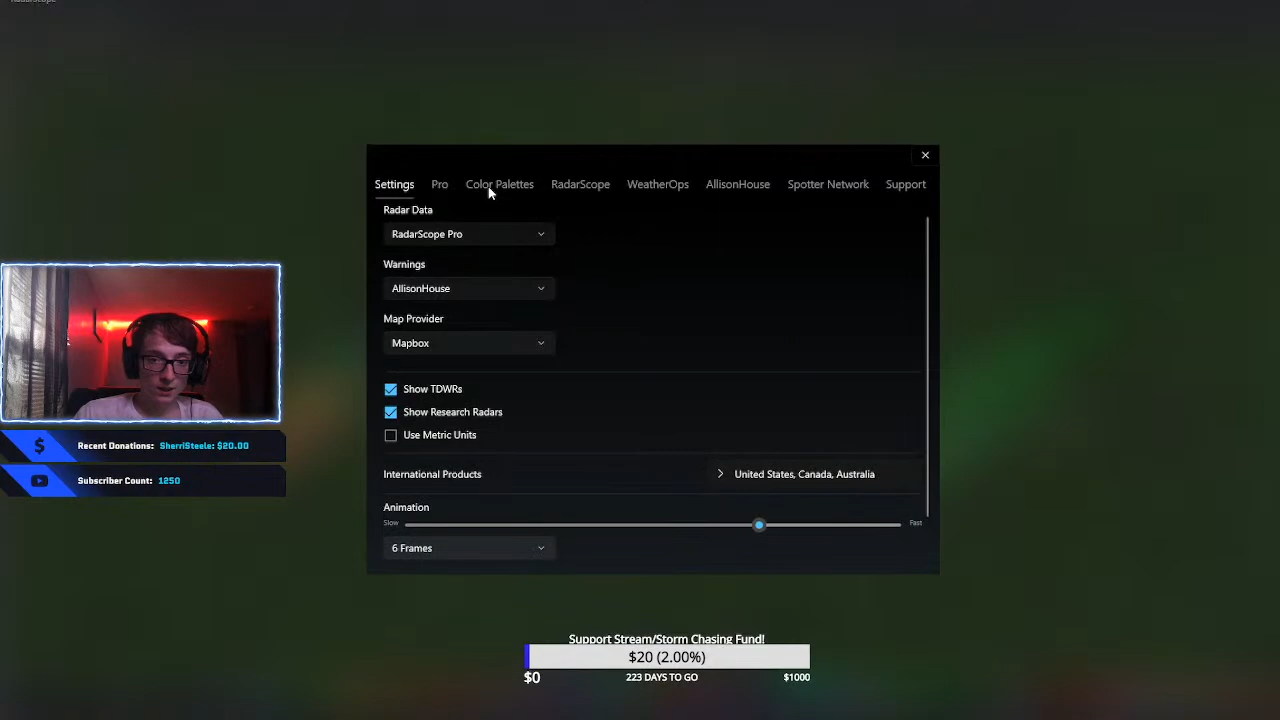 RadarScope
Settings Pro Color Palettes RadarScope WeatherOps AllisonHouse Spotter Network Support
Radar Data
RadarScope Pro
Warnings
AllisonHouse
Map Provider
Mapbox
Show TDWRs
Show Research Radars
Use Metric Units
International Products United States, Canada, Australia
Animation
Slow Fast
6 Frames
$ Recent Donations: SherriSteele: $20.00
Subscriber Count: 1250
Support Stream/Storm Chasing Fund!
$20 (2.00%)
$0 223 DAYS TO GO $1000